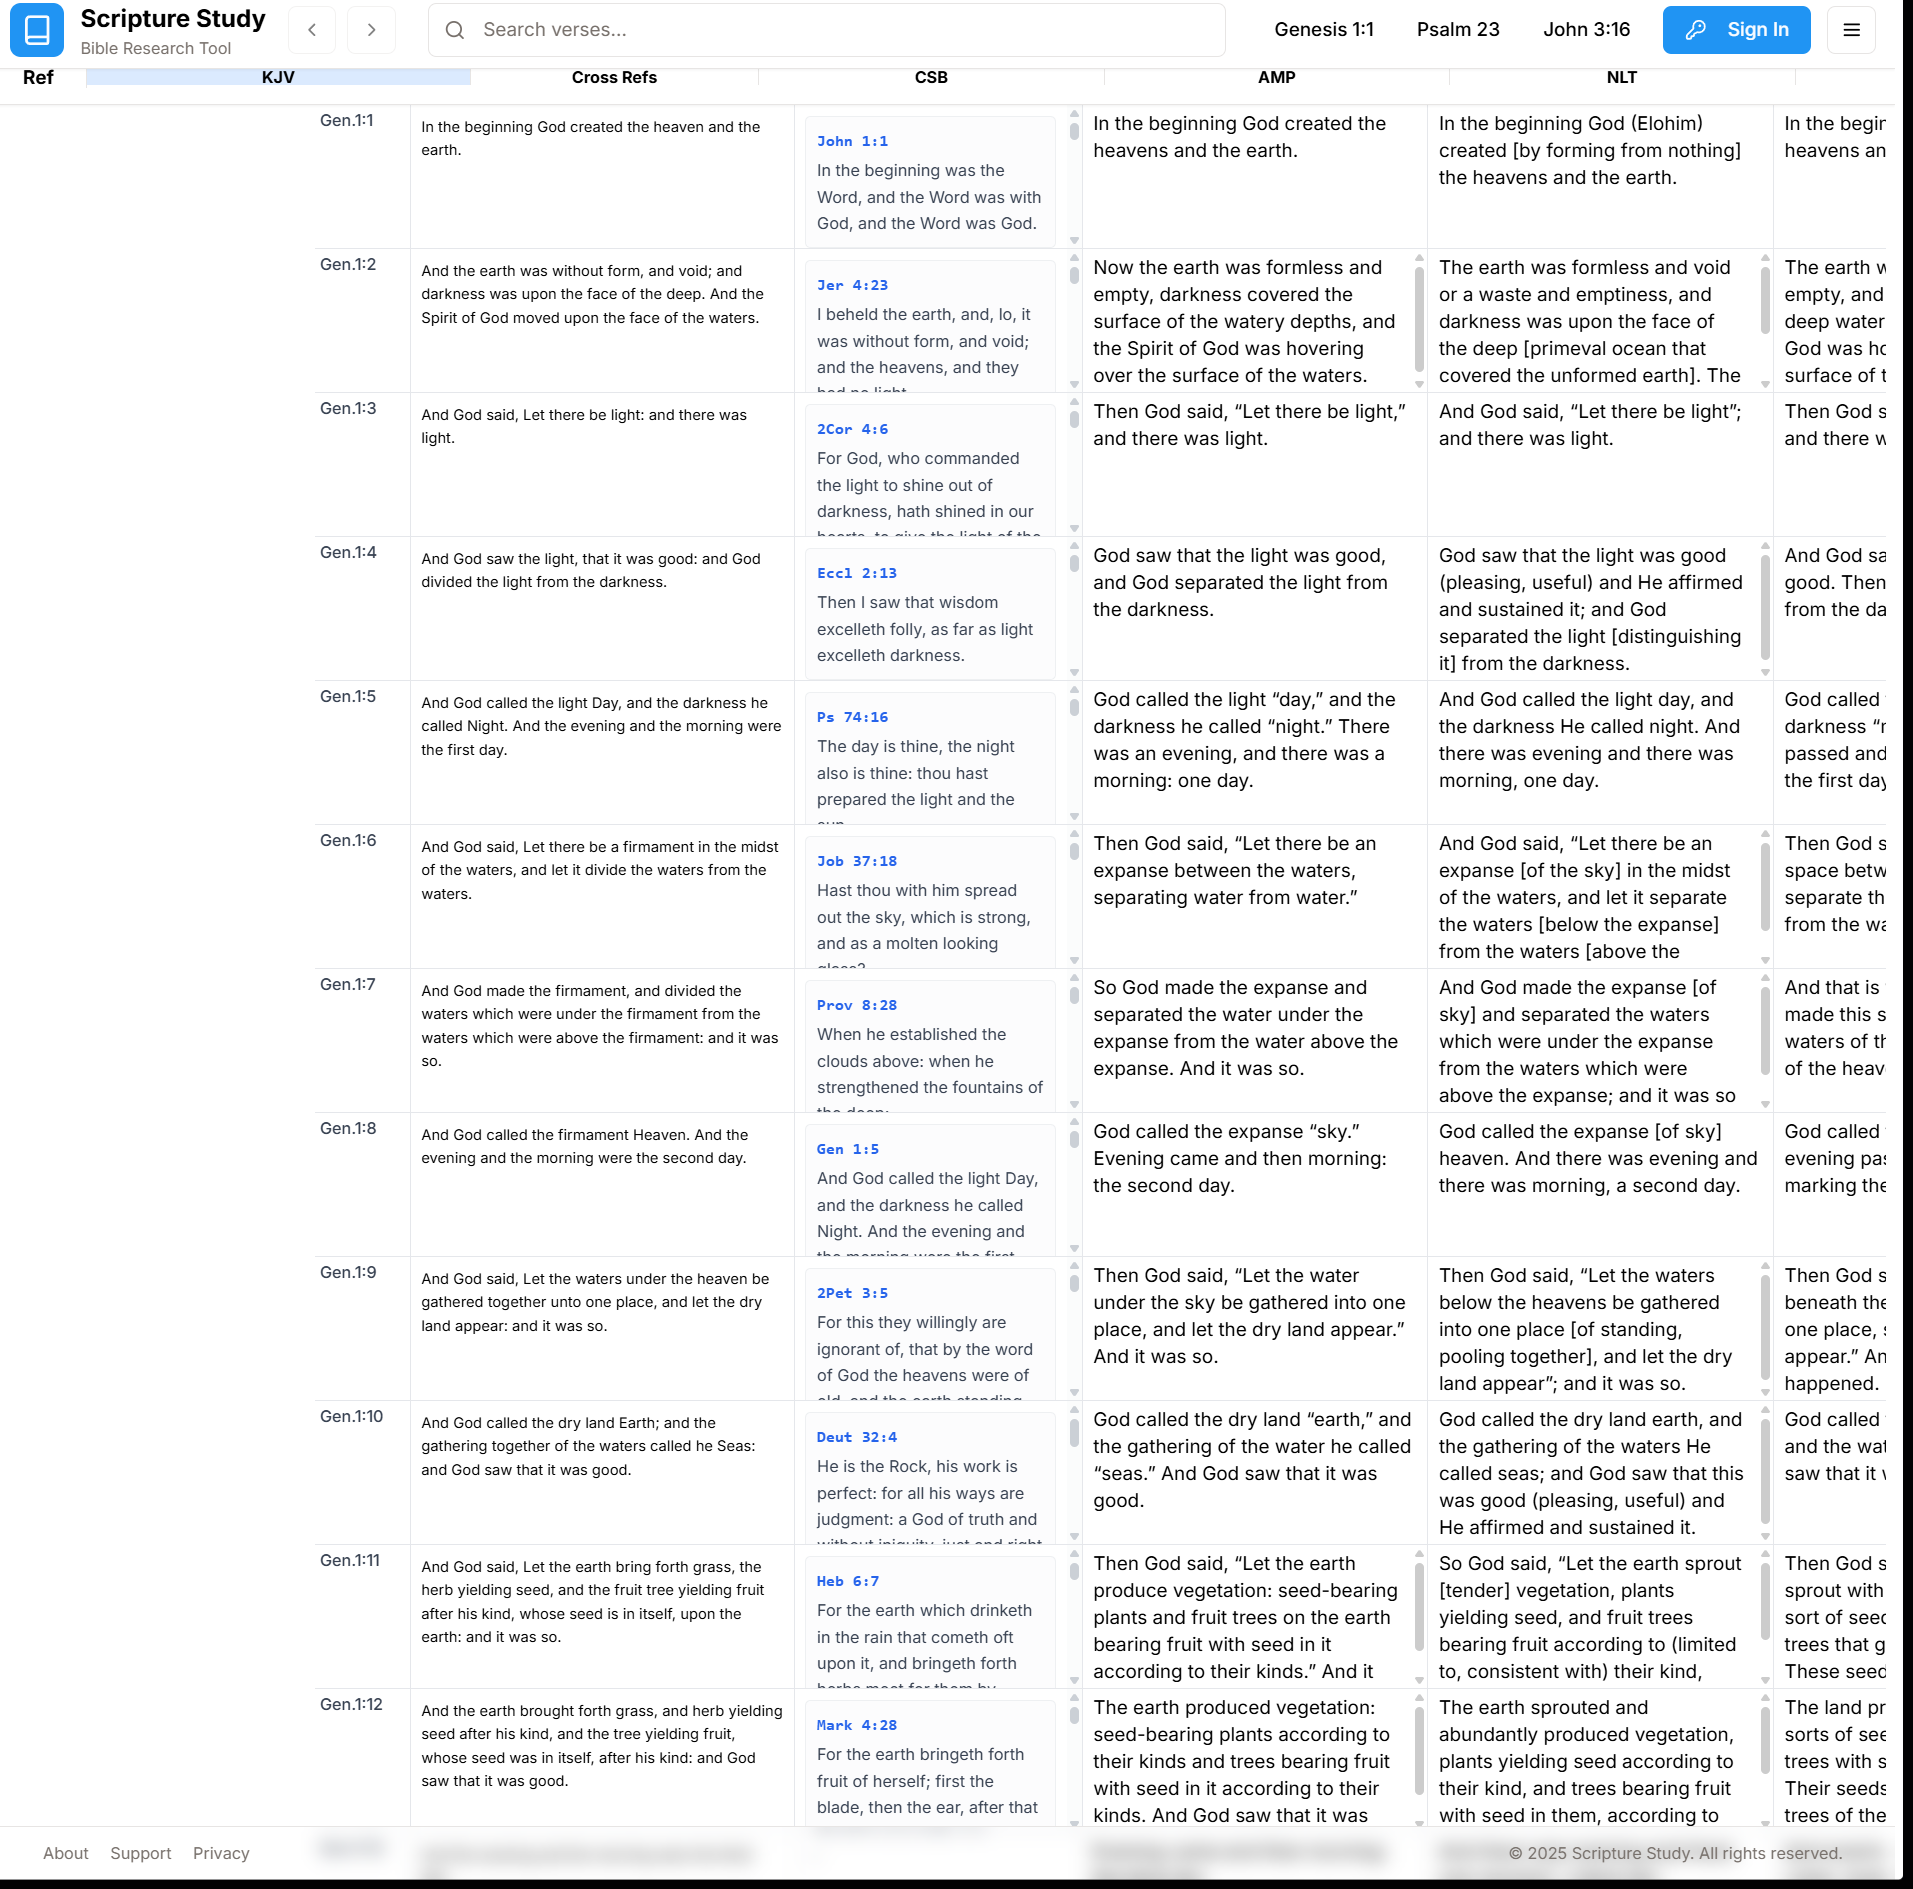 Scripture Study
Bible Research Tool
Search verses...
Genesis 1:1
Psalm 23
John 3:16
Sign In
Ref
KJV
Cross Refs
CSB
AMP
NLT
Gen.1:1
In the beginning God created the heaven and the
earth.
John 1:1
In the beginning was the
Word, and the Word was with
God, and the Word was God.
In the beginning God created the
heavens and the earth.
In the beginning God (Elohim)
created [by forming from nothing]
the heavens and the earth.
In the
heavens
Gen.1:2
And the earth was without form, and void; and
darkness was upon the face of the deep. And the
Spirit of God moved upon the face of the waters.
Jer 4:23
I beheld the earth, and, lo, it
was without form, and void;
and the heavens, and they
had no light.
Now the earth was formless and
empty, darkness covered the
surface of the watery depths, and
the Spirit of God was hovering
over the surface of the waters.
The earth was formless and void
or a waste and emptiness, and
darkness was upon the face of
the deep [primeval ocean that
covered the unformed earth]. The
The earth
empty, and
deep
God was
surface of
Gen.1:3
And God said, Let there be light: and there was
light.
2Cor 4:6
For God, who commanded
the light to shine out of
darkness, hath shined in our
hearts, to give the light of the
Then God said, “Let there be light,”
and there was light.
And God said, “Let there be light”;
and there was light.
Then God
and there
Gen.1:4
And God saw the light, that it was good: and God
divided the light from the darkness.
Eccl 2:13
Then I saw that wisdom
excelleth folly, as far as light
excelleth darkness.
God saw that the light was good,
and God separated the light from
the darkness.
God saw that the light was good
(pleasing, useful) and He affirmed
and sustained it; and God
separated the light [distinguishing
it] from the darkness.
And God
good. Then
from the
Gen.1:5
And God called the light Day, and the darkness he
called Night. And the evening and the morning were
the first day.
Ps 74:16
The day is thine, the night
also is thine: thou hast
prepared the light and the
sun.
God called the light “day,” and the
darkness he called “night.” There
was an evening, and there was a
morning: one day.
And God called the light day, and
the darkness He called night. And
there was evening and there was
morning, one day.
God called
darkness
passed and
the first day
Gen.1:6
And God said, Let there be a firmament in the midst
of the waters, and let it divide the waters from the
waters.
Job 37:18
Hast thou with him spread
out the sky, which is strong,
and as a molten looking
glass?
Then God said, “Let there be an
expanse between the waters,
separating water from water.”
And God said, “Let there be an
expanse [of the sky] in the midst
of the waters, and let it separate
the waters [below the expanse]
from the waters [above the
Then God
space
separate
from the
Gen.1:7
And God made the firmament, and divided the
waters which were under the firmament from the
waters which were above the firmament: and it was
so.
Prov 8:28
When he established the
clouds above: when he
strengthened the fountains of
the deep:
So God made the expanse and
separated the water under the
expanse from the water above the
expanse. And it was so.
And God made the expanse [of
sky] and separated the waters
which were under the expanse
from the waters which were
above the expanse; and it was so
And that is
made this
waters of
of the
Gen.1:8
And God called the firmament Heaven. And the
evening and the morning were the second day.
Gen 1:5
And God called the light Day,
and the darkness he called
Night. And the evening and
the morning were the first
God called the expanse “sky.”
Evening came and then morning:
the second day.
God called the expanse [of sky]
heaven. And there was evening and
there was morning, a second day.
God called
evening
marking
Gen.1:9
And God said, Let the waters under the heaven be
gathered together unto one place, and let the dry
land appear: and it was so.
2Pet 3:5
For this they willingly are
ignorant of, that by the word
of God the heavens were of
old, and the earth standing
Then God said, “Let the water
under the sky be gathered into one
place, and let the dry land appear.”
And it was so.
Then God said, “Let the waters
below the heavens be gathered
into one place [of standing,
pooling together], and let the dry
land appear”; and it was so.
Then God
beneath
one place,
appear.”
happened.
Gen.1:10
And God called the dry land Earth; and the
gathering together of the waters called he Seas:
and God saw that it was good.
Deut 32:4
He is the Rock, his work is
perfect: for all his ways are
judgment: a God of truth and
without iniquity, just and right
God called the dry land “earth,” and
the gathering of the water he called
“seas.” And God saw that it was
good.
God called the dry land earth, and
the gathering of the waters He
called seas; and God saw that this
was good (pleasing, useful) and
He affirmed and sustained it.
God called
and the
saw that it
Gen.1:11
And God said, Let the earth bring forth grass, the
herb yielding seed, and the fruit tree yielding fruit
after his kind, whose seed is in itself, upon the
earth: and it was so.
Heb 6:7
For the earth which drinketh
in the rain that cometh oft
upon it, and bringeth forth
herbs meet for them by
Then God said, “Let the earth
produce vegetation: seed-bearing
plants and fruit trees on the earth
bearing fruit with seed in it
according to their kinds.” And it
So God said, “Let the earth sprout
[tender] vegetation, plants
yielding seed, and fruit trees
bearing fruit according to (limited
to, consistent with) their kind,
Then God
sprout with
sort of
trees that
These
Gen.1:12
And the earth brought forth grass, and herb yielding
seed after his kind, and the tree yielding fruit,
whose seed was in itself, after his kind: and God
saw that it was good.
Mark 4:28
For the earth bringeth forth
fruit of herself; first the
blade, then the ear, after that
The earth produced vegetation:
seed-bearing plants according to
their kinds and trees bearing fruit
with seed in it according to their
kinds. And God saw that it was
The earth sprouted and
abundantly produced vegetation,
plants yielding seed according to
their kind, and trees bearing fruit
with seed in them, according to
The land
sorts of
trees with
Their seeds
trees of the
About
Support
Privacy
© 2025 Scripture Study. All rights reserved.